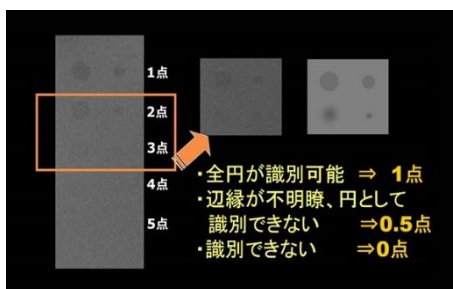 1点
2点
3点
4点
5点
・全円が識別可能 ⇒ 1点
・辺縁が不明瞭、円として
識別できない ⇒0.5点
・識別できない ⇒0点